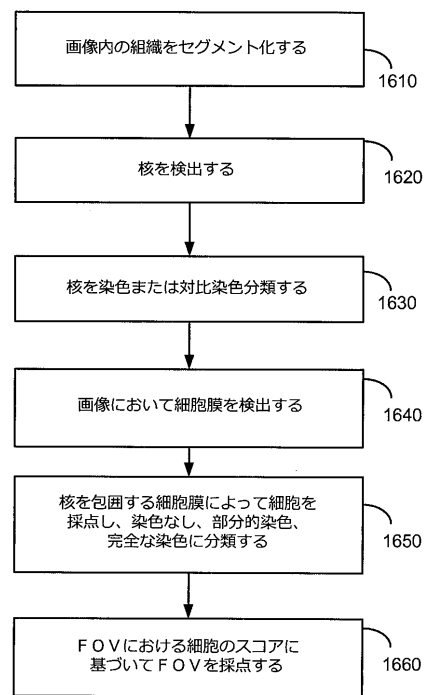 画像内の組織をセグメント化する
1610
核を検出する
1620
核を染色または対比染色分類する
1630
画像において細胞膜を検出する
1640
核を包囲する細胞膜によって細胞を
採点し、染色なし、部分的染色、
完全な染色に分類する
1650
ＦＯＶにおける細胞のスコアに
基づいてＦＯＶを採点する
1660